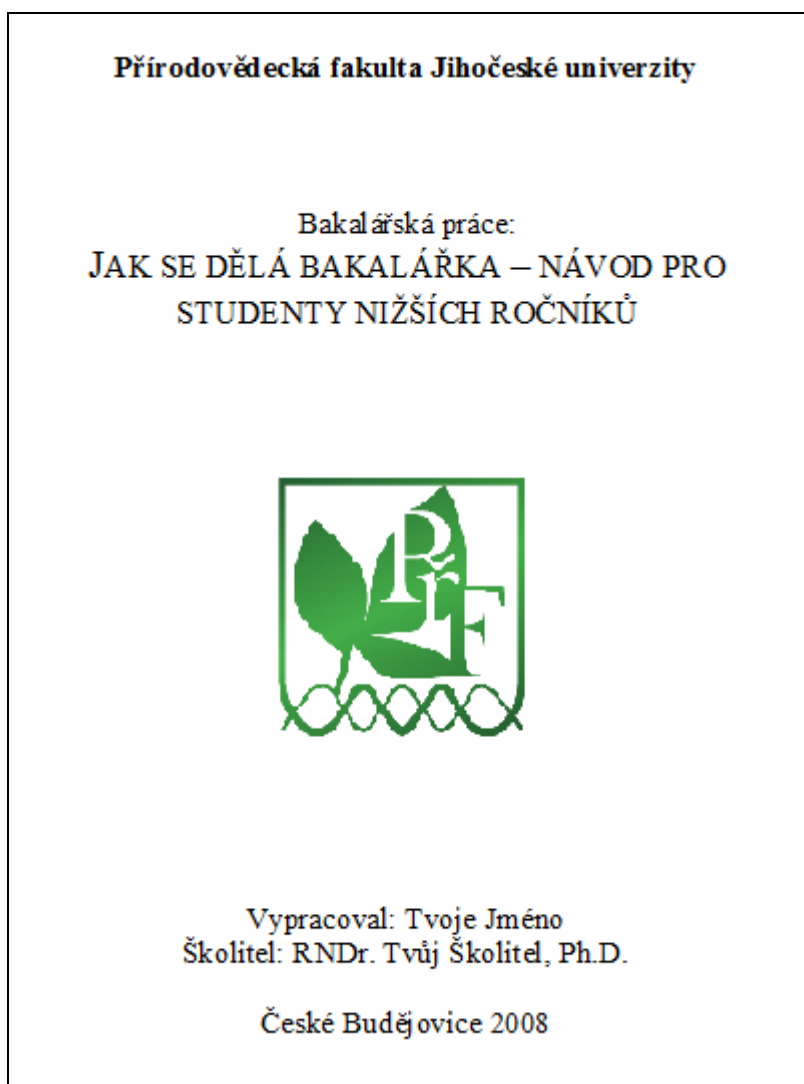 Přírodovědecká fakulta Jihočeské univerzity
Bakalářská práce:
JAK SE DĚLÁ BAKALÁŘKA – NÁVOD PRO
STUDENTY NIŽŠÍCH ROČNÍKŮ
PřF
Vypracoval: Tvoje Jméno
Školitel: RNDr. Tvůj Školitel, Ph.D.
České Budějovice 2008